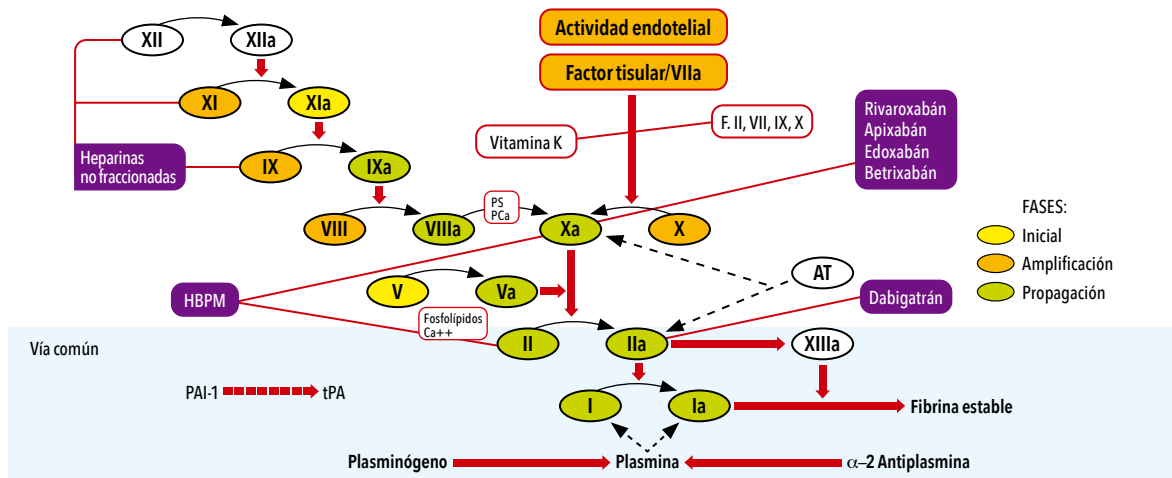 XII
XIIa
Actividad endotelial
Factor tisular/VIIa
XI
XIa
Vitamina K
F. II, VII, IX, X
Rivaroxabán
Apixabán
Edoxabán
Betrixabán
Heparinas
no fraccionadas
IX
IXa
PS
PCa
VIII
VIIIa
Xa
X
FASES:
Inicial
Amplificación
Propagación
AT
HBPM
V
Va
Dabigatrán
Fosfolípidos
Ca++
II
IIa
XIIIa
Vía común
PAI-1
tPA
I
Ia
Fibrina estable
Plasminógeno
Plasmina
α–2 Antiplasmina